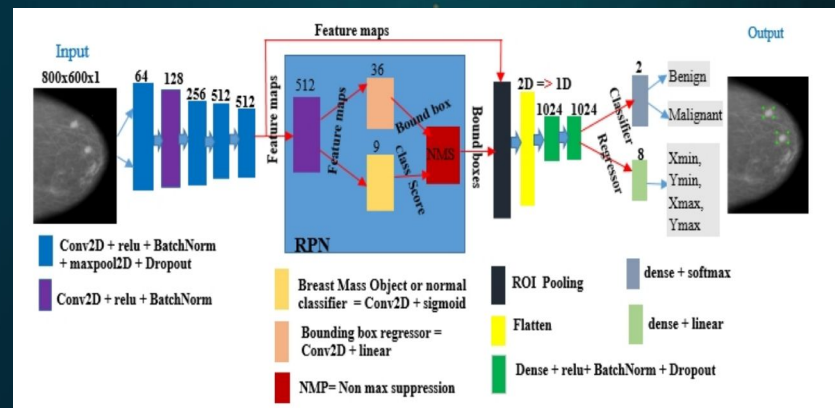 Input
800x600x1
64
128
256
512
512
Feature maps
Feature maps
RPN
512
Feature maps
36
9
Bound box
class Score
NMS
Bound boxes
2D => 1D
1024
1024
Classifier
Regressor
2
8
Benign
Malignant
Xmin,
Ymin,
Xmax,
Ymax
Output
Conv2D + relu + BatchNorm
+ maxpool2D + Dropout
Conv2D + relu + BatchNorm
Breast Mass Object or normal
classifier = Conv2D + sigmoid
Bounding box regressor =
Conv2D + linear
NMP= Non max suppression
ROI Pooling
Flatten
Dense + relu+ BatchNorm + Dropout
dense + softmax
dense + linear